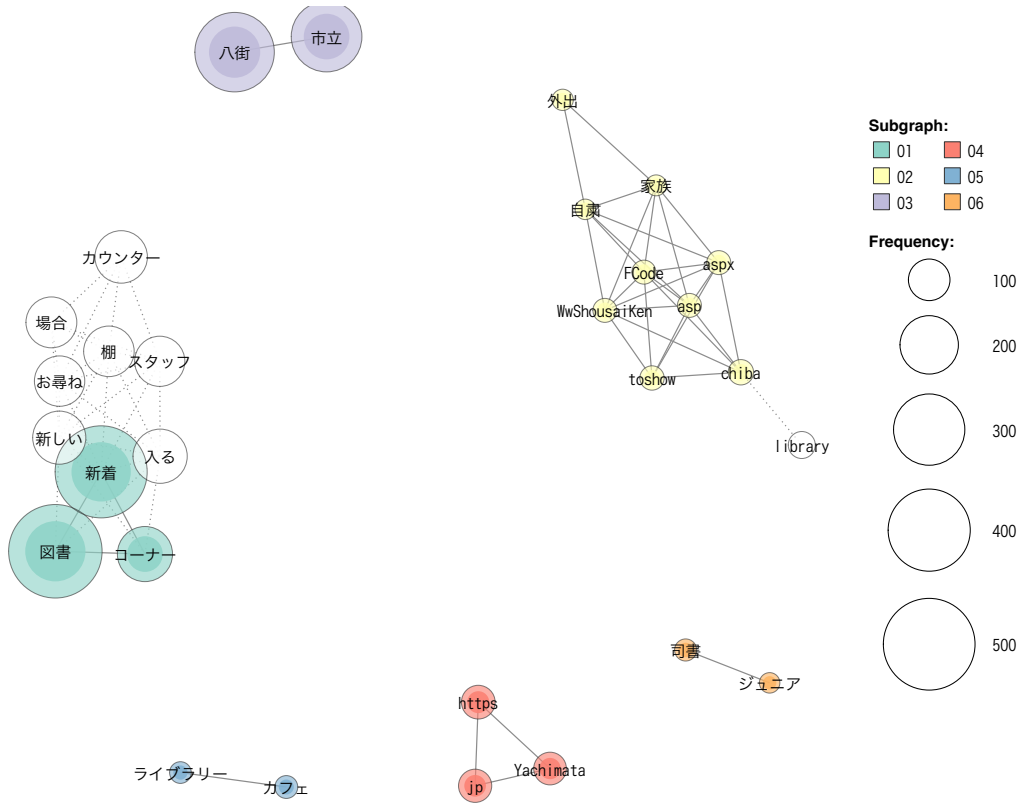 八街
市立
外出
家族
自粛
aspx
FCode
asp
WwShousaiKen
toshow
chiba
library
カウンター
場合
棚
スタッフ
お尋ね
新しい
入る
新着
図書
コーナー
司書
ジュニア
https
Yachimata
jp
ライブラリー
カフェ
Subgraph:
01 04
02 05
03 06
Frequency:
100
200
300
400
500